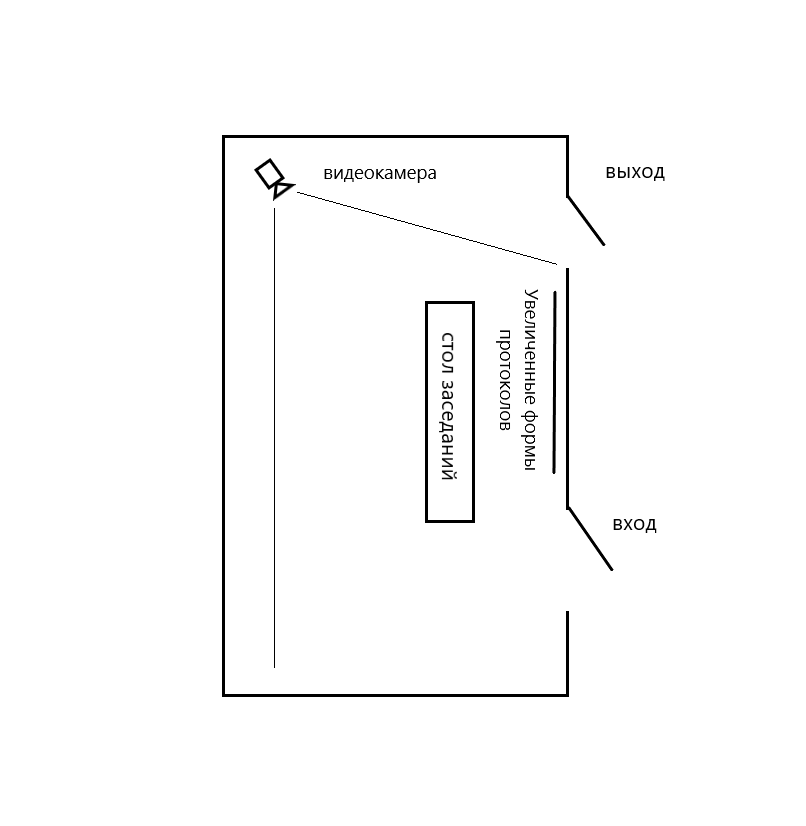 выход
видеокамера
Увеличенные формы
протоколов
стол заседаний
вход